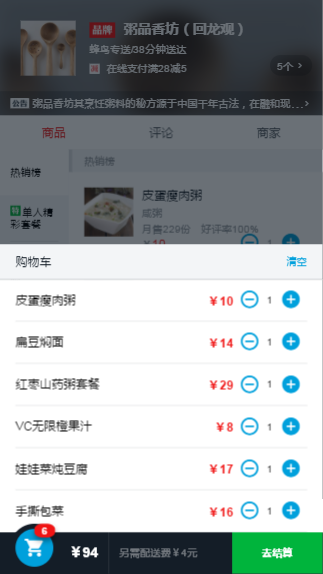 品牌 粥品香坊（回龙观）
蜂鸟专送/38分钟送达
减 在线支付满28减5
5个 >
公告 粥品香坊其烹饪粥料的秘方源于中国千年古法，在融和现... >
商品 评论 商家
热销榜
热销榜
特 单人精
彩套餐
皮蛋瘦肉粥
咸粥
月售229份 好评率100%
¥10 1
购物车 清空
皮蛋瘦肉粥 ¥10 1
扁豆焖面 ¥14 1
红枣山药粥套餐 ¥29 1
VC无限橙果汁 ¥8 1
娃娃菜炖豆腐 ¥17 1
手撕包菜 ¥16 1
6 ¥94 另需配送费¥4元 去结算